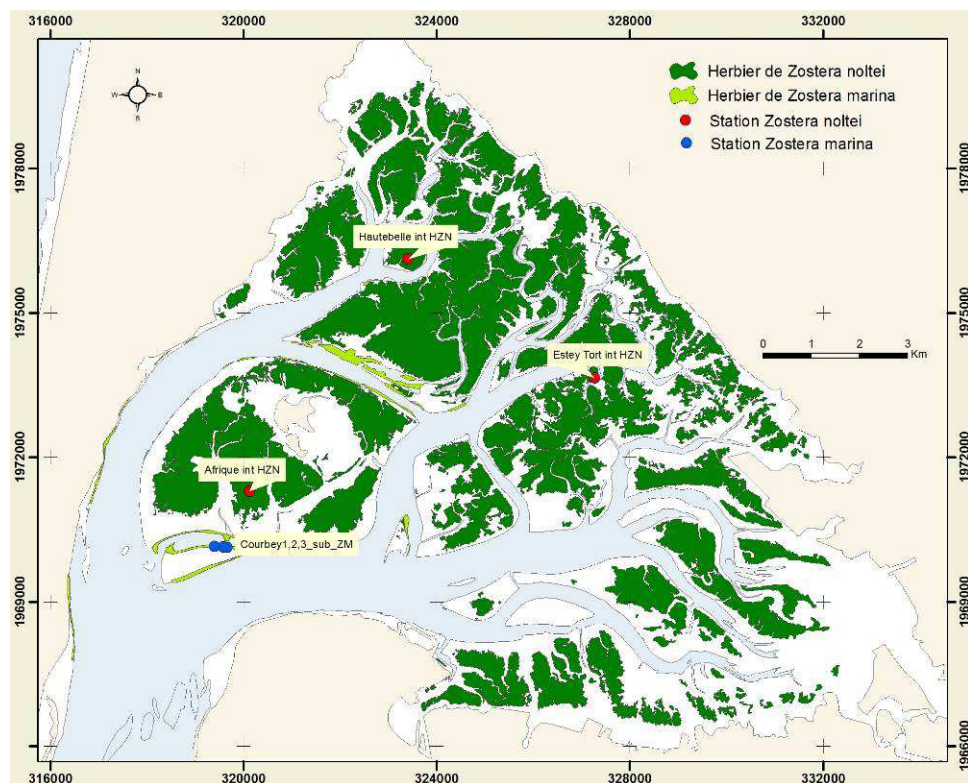 316000 320000 324000 328000 332000
N
W E
S
Herbier de Zostera noltei
Herbier de Zostera marina
Station Zostera noltei
Station Zostera marina
1978000 1978000
Hautebelle int HZN
1975000 1975000
Estey Tort int HZN
0 1 2 3
Km
1972000 1972000
Afrique int HZN
Courbey1,2,3_sub_ZM
1969000 1969000
1966000 1966000
316000 320000 324000 328000 332000